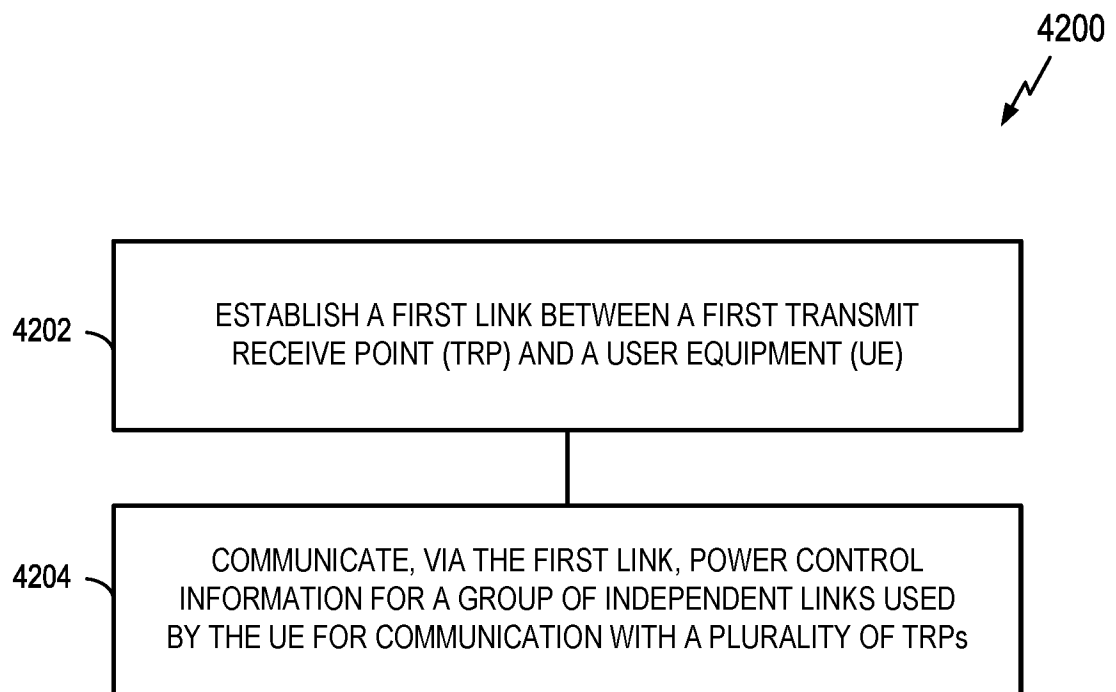 4200
4202
ESTABLISH A FIRST LINK BETWEEN A FIRST TRANSMIT
RECEIVE POINT (TRP) AND A USER EQUIPMENT (UE)
4204
COMMUNICATE, VIA THE FIRST LINK, POWER CONTROL
INFORMATION FOR A GROUP OF INDEPENDENT LINKS USED
BY THE UE FOR COMMUNICATION WITH A PLURALITY OF TRPs